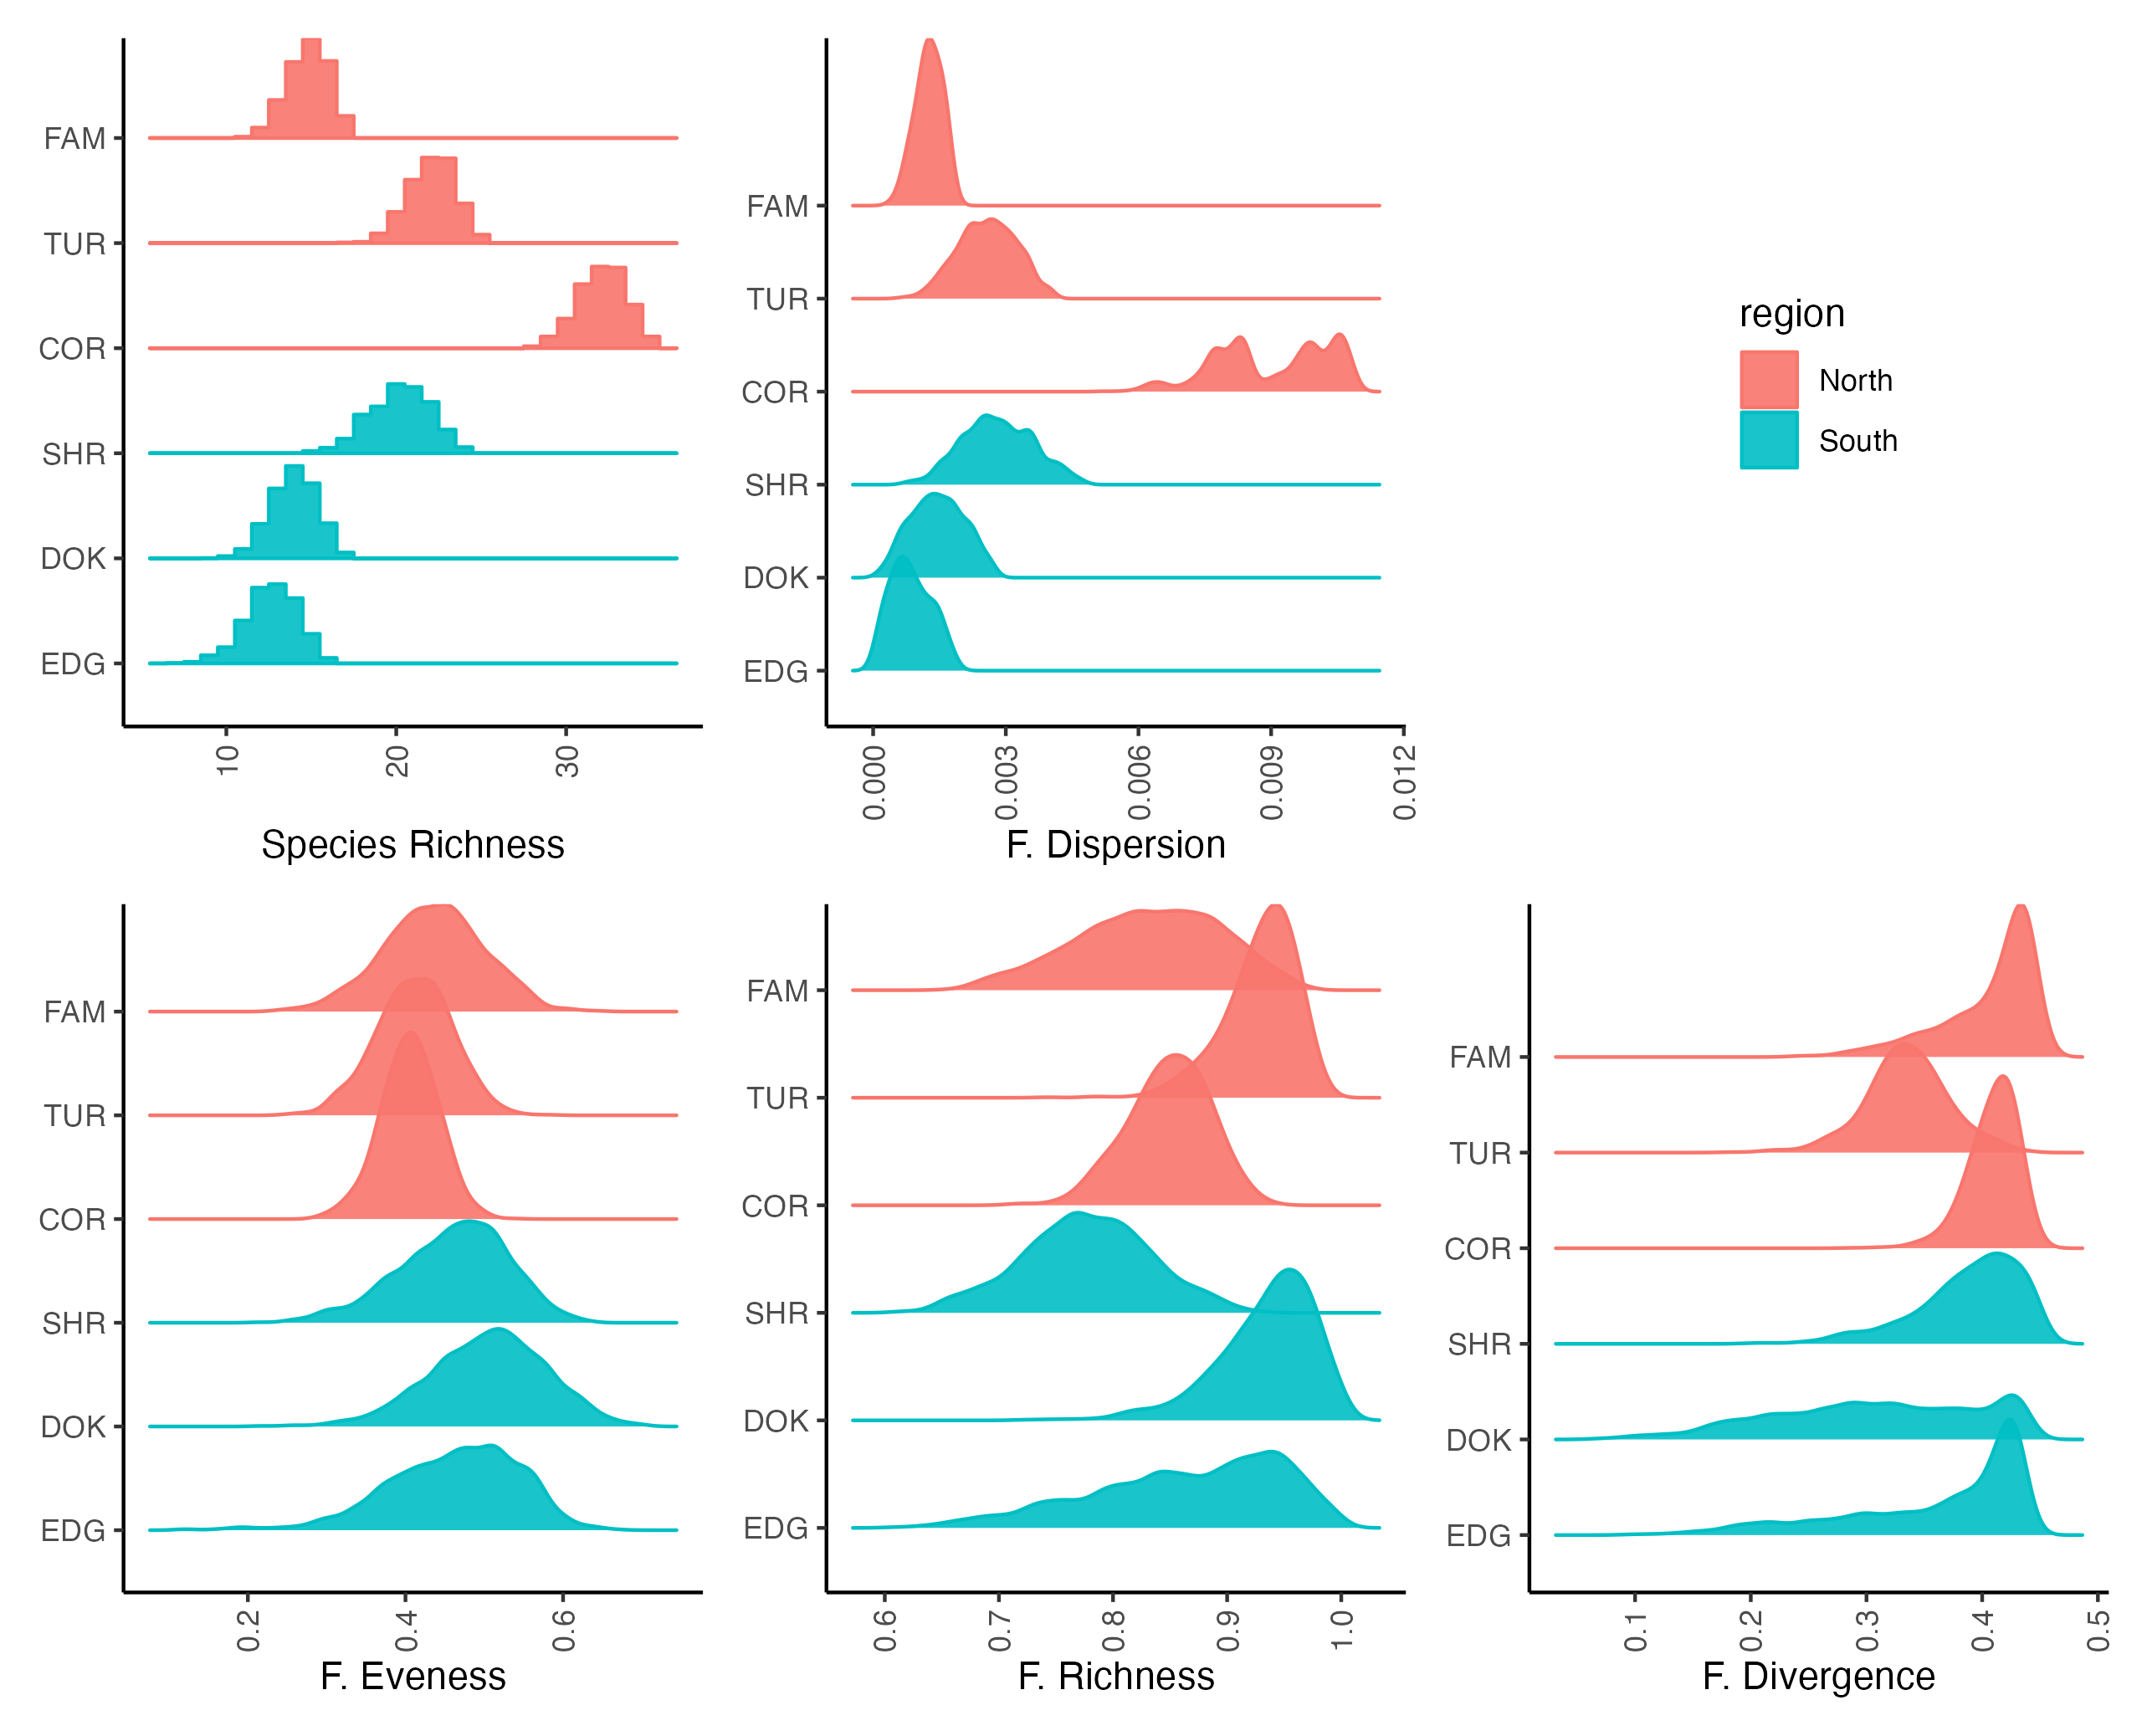 FAM
TUR
COR
SHR
DOK
EDG
10
20
30
Species Richness
FAM
TUR
COR
SHR
DOK
EDG
0.000
0.003
0.006
0.009
0.012
F. Dispersion
region
North
South
FAM
TUR
COR
SHR
DOK
EDG
0.2
0.4
0.6
F. Eveness
FAM
TUR
COR
SHR
DOK
EDG
0.6
0.7
0.8
0.9
1.0
F. Richness
FAM
TUR
COR
SHR
DOK
EDG
0.1
0.2
0.3
0.4
0.5
F. Divergence